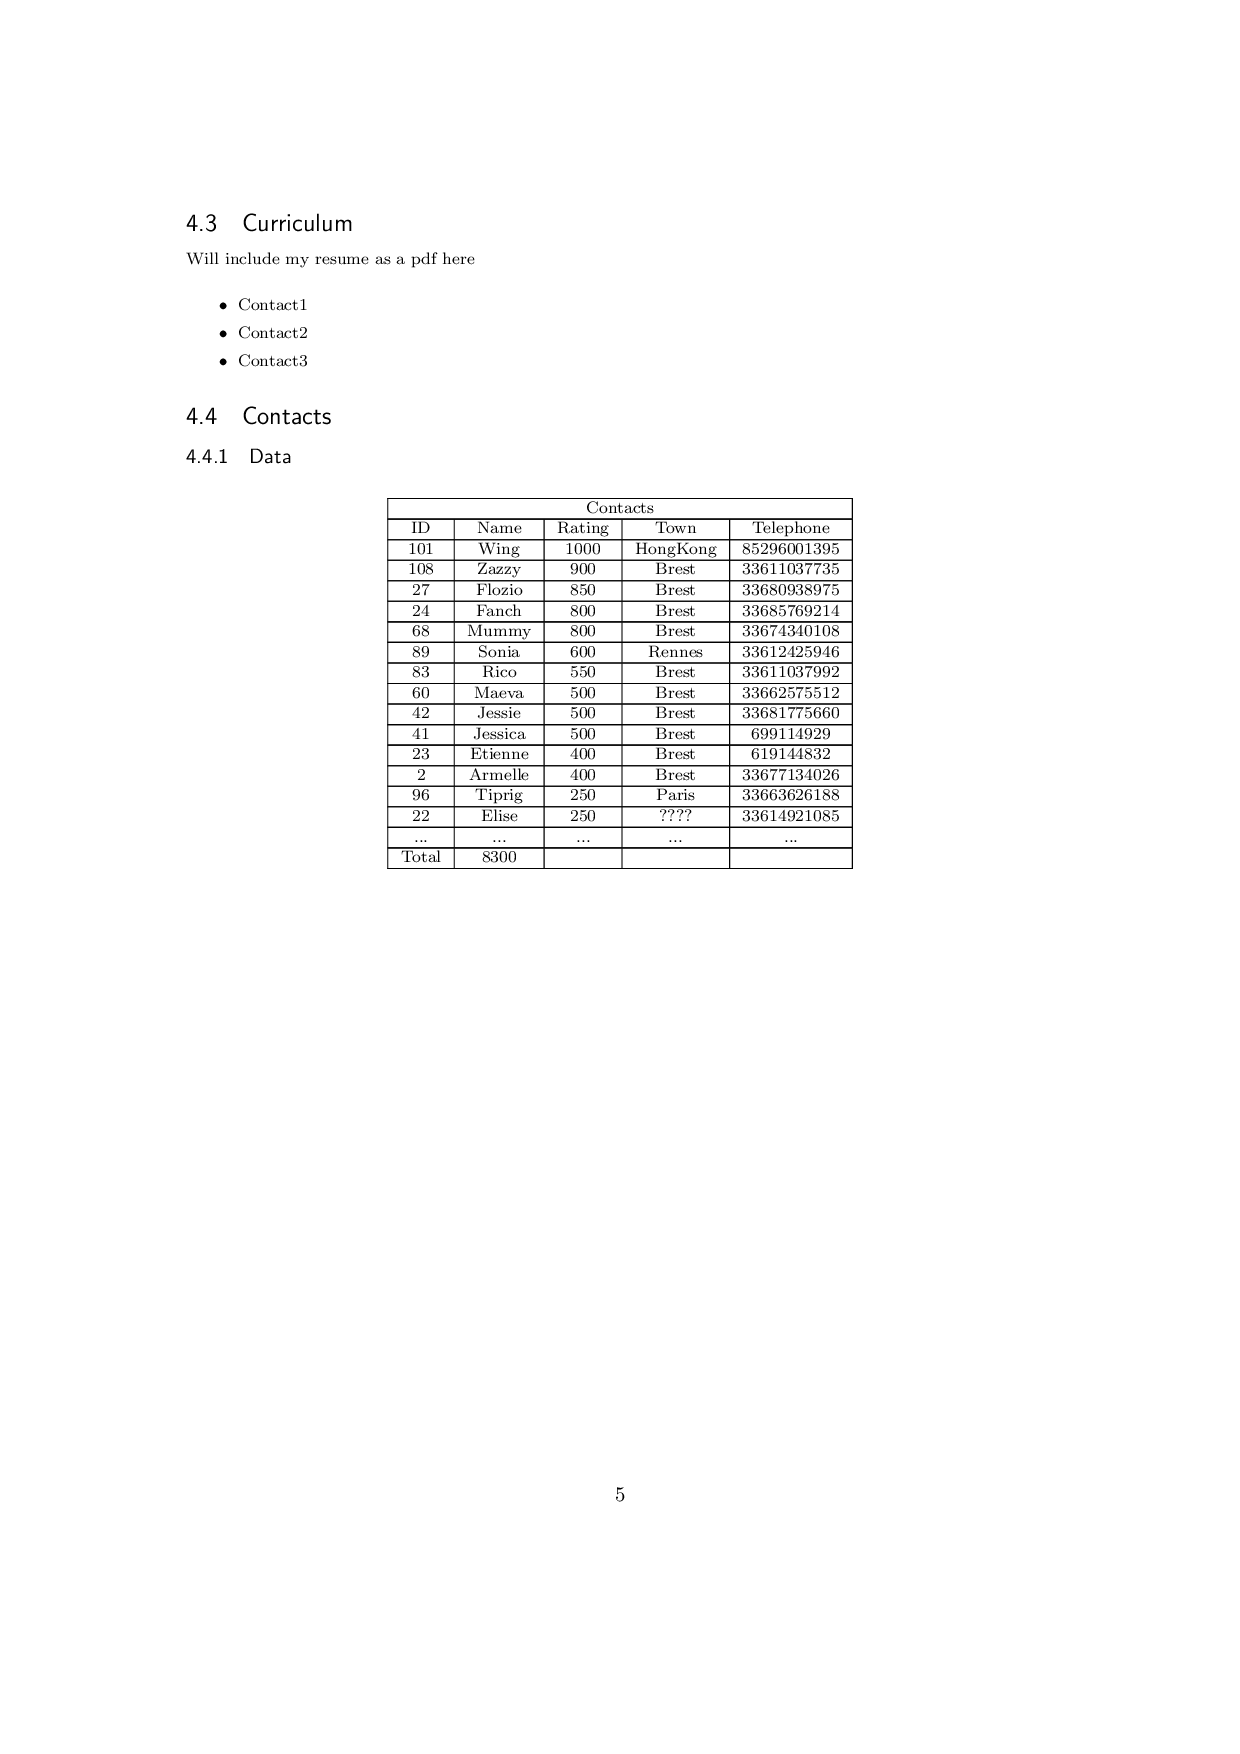 4.3 Curriculum
Will include my resume as a pdf here
• Contact1
• Contact2
• Contact3
4.4 Contacts
4.4.1 Data
Contacts
ID Name Rating Town Telephone
101 Wing 1000 HongKong 85296001395
108 Zazzy 900 Brest 33611037735
27 Flozio 850 Brest 33680938975
24 Fanch 800 Brest 33685769214
68 Mummy 800 Brest 33674340108
89 Sonia 600 Rennes 33612425946
83 Rico 550 Brest 33611037992
60 Maeva 500 Brest 33662575512
42 Jessie 500 Brest 33681775660
41 Jessica 500 Brest 699114929
23 Etienne 400 Brest 619144832
2 Armelle 400 Brest 33677134026
96 Tiprig 250 Paris 33663626188
22 Elise 250 ???? 33614921085
... ... ... ... ...
Total 8300
5